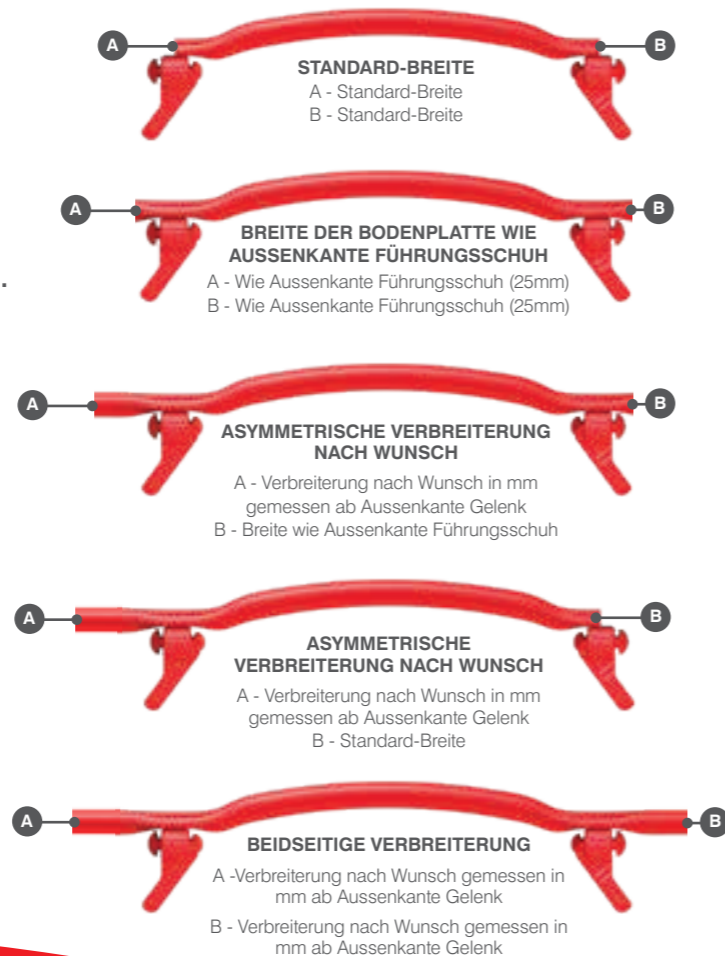 A
B
STANDARD-BREITE
A - Standard-Breite
B - Standard-Breite
A
B
BREITE DER BODENPLATTE WIE
AUSSENKANTE FÜHRUNGSSCHUH
A - Wie Aussenkante Führungsschuh (25mm)
B - Wie Aussenkante Führungsschuh (25mm)
.
A
B
ASYMMETRISCHE VERBREITERUNG
NACH WUNSCH
A - Verbreiterung nach Wunsch in mm
gemessen ab Aussenkante Gelenk
B - Breite wie Aussenkante Führungsschuh
A
B
ASYMMETRISCHE
VERBREITERUNG NACH WUNSCH
A - Verbreiterung nach Wunsch in mm
gemessen ab Aussenkante Gelenk
B - Standard-Breite
A
B
BEIDSEITIGE VERBREITERUNG
A -Verbreiterung nach Wunsch gemessen in
mm ab Aussenkante Gelenk
B - Verbreiterung nach Wunsch gemessen in
mm ab Aussenkante Gelenk